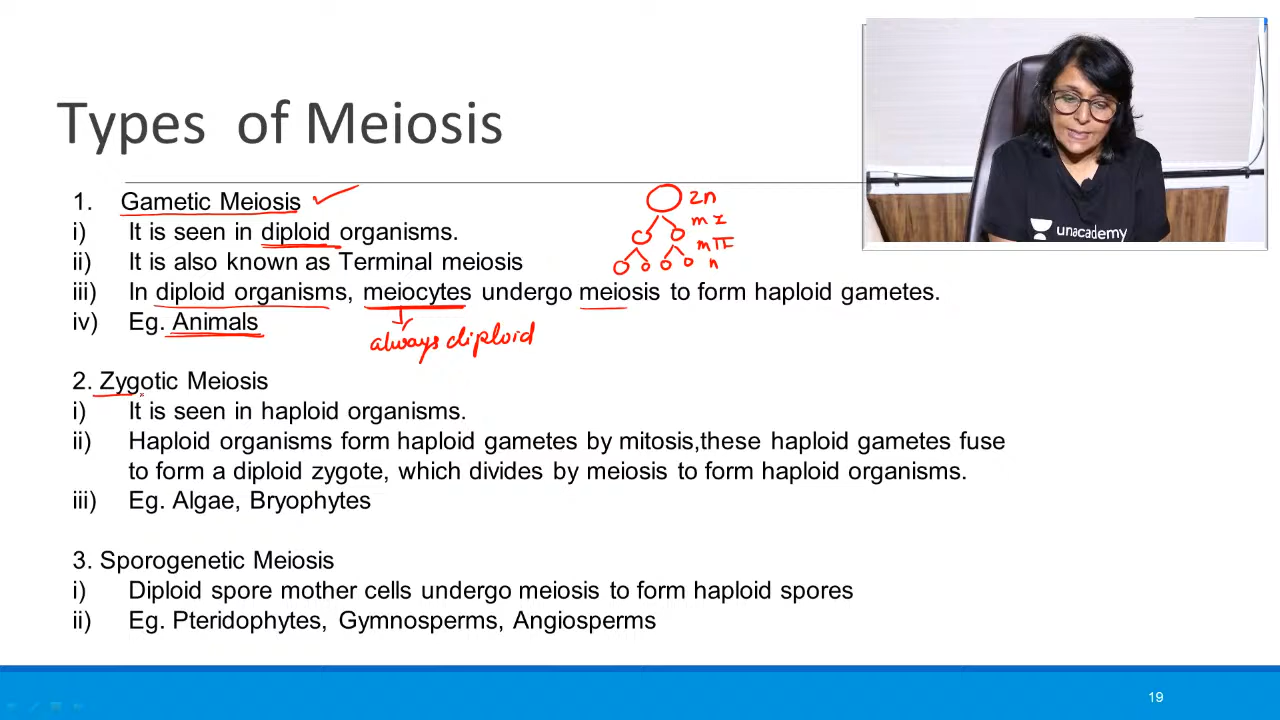 Types of Meiosis
1. Gametic Meiosis
i) It is seen in diploid organisms.
ii) It is also known as Terminal meiosis
iii) In diploid organisms, meiocytes undergo meiosis to form haploid gametes.
iv) Eg. Animals
always diploid
2n
m I
m II
n
2. Zygotic Meiosis
i) It is seen in haploid organisms.
ii) Haploid organisms form haploid gametes by mitosis,these haploid gametes fuse
to form a diploid zygote, which divides by meiosis to form haploid organisms.
iii) Eg. Algae, Bryophytes
3. Sporogenetic Meiosis
i) Diploid spore mother cells undergo meiosis to form haploid spores
ii) Eg. Pteridophytes, Gymnosperms, Angiosperms
unacademy
19